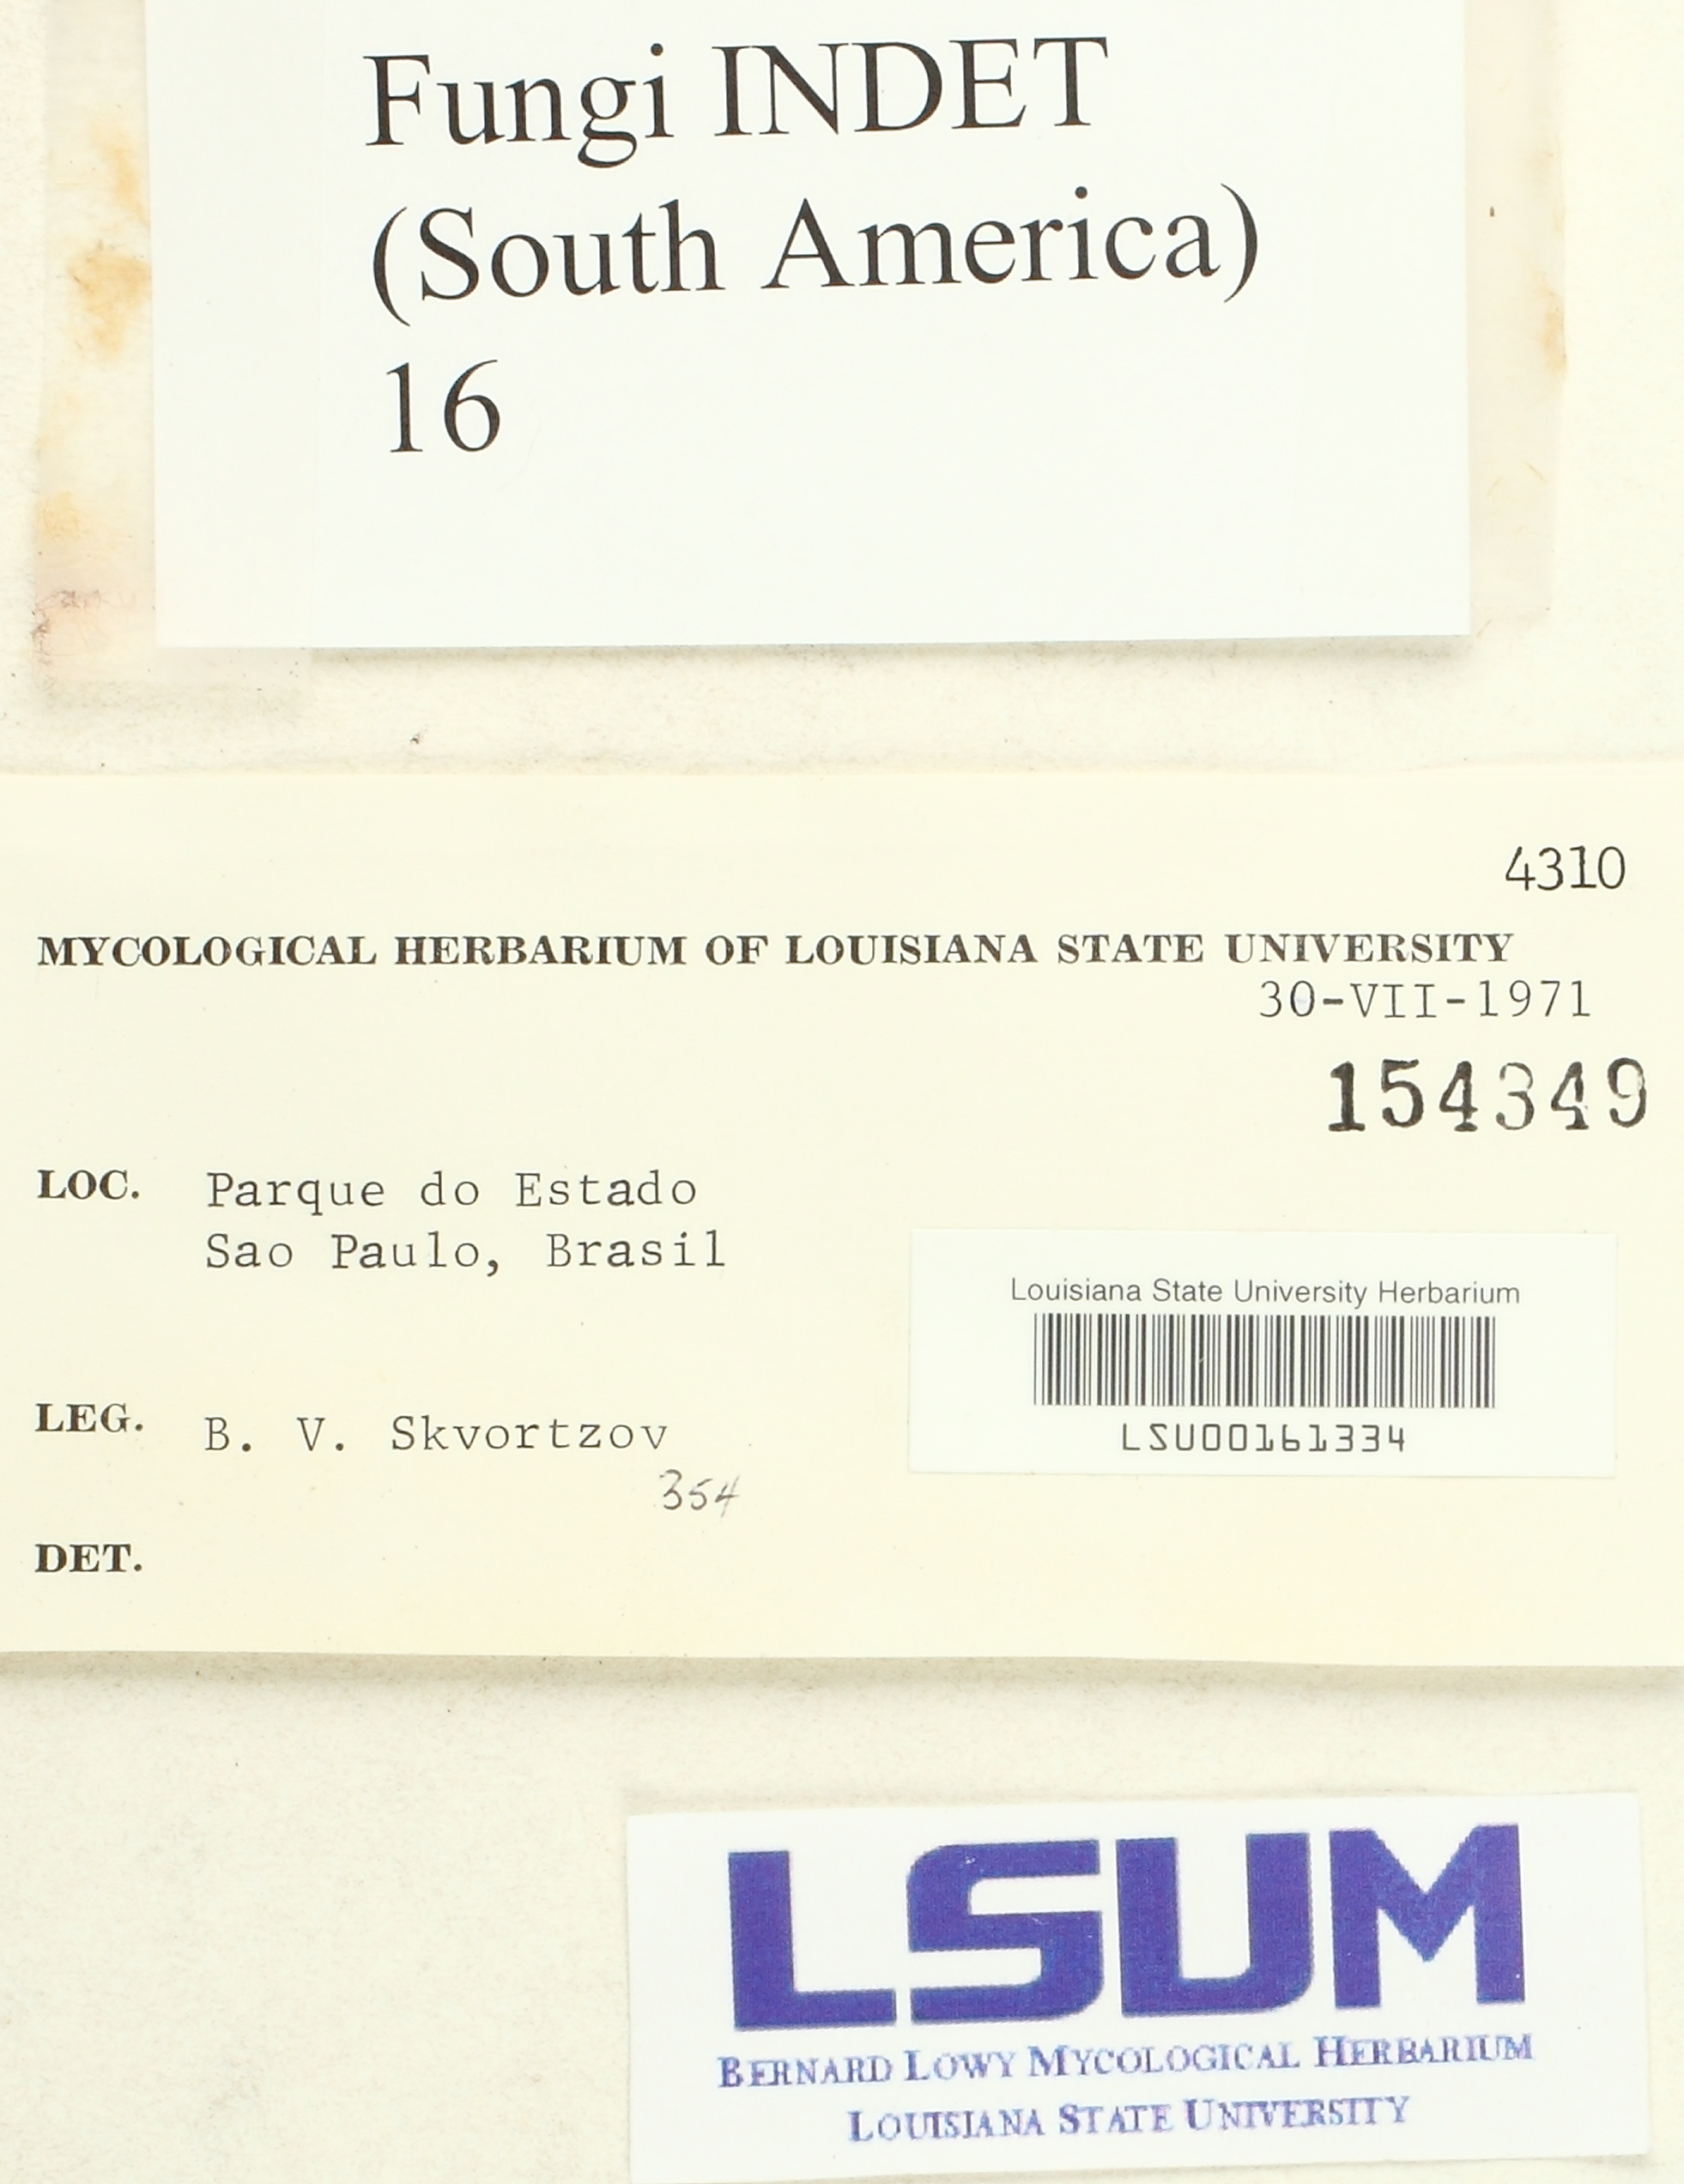 Fungi INDET
(South America)
16
4310
MYCOLOGICAL HERBARIUM OF LOUISIANA STATE UNIVERSITY
30-VII-1971
154349
LOC. Parque do Estado
Sao Paulo, Brasil
Louisiana State University Herbarium
LSU00161334
LEG. B. V. Skvortzov
354
DET.
LSUM
BERNARD LOWY MYCOLOGICAL HERBARIUM
LOUISIANA STATE UNIVERSITY